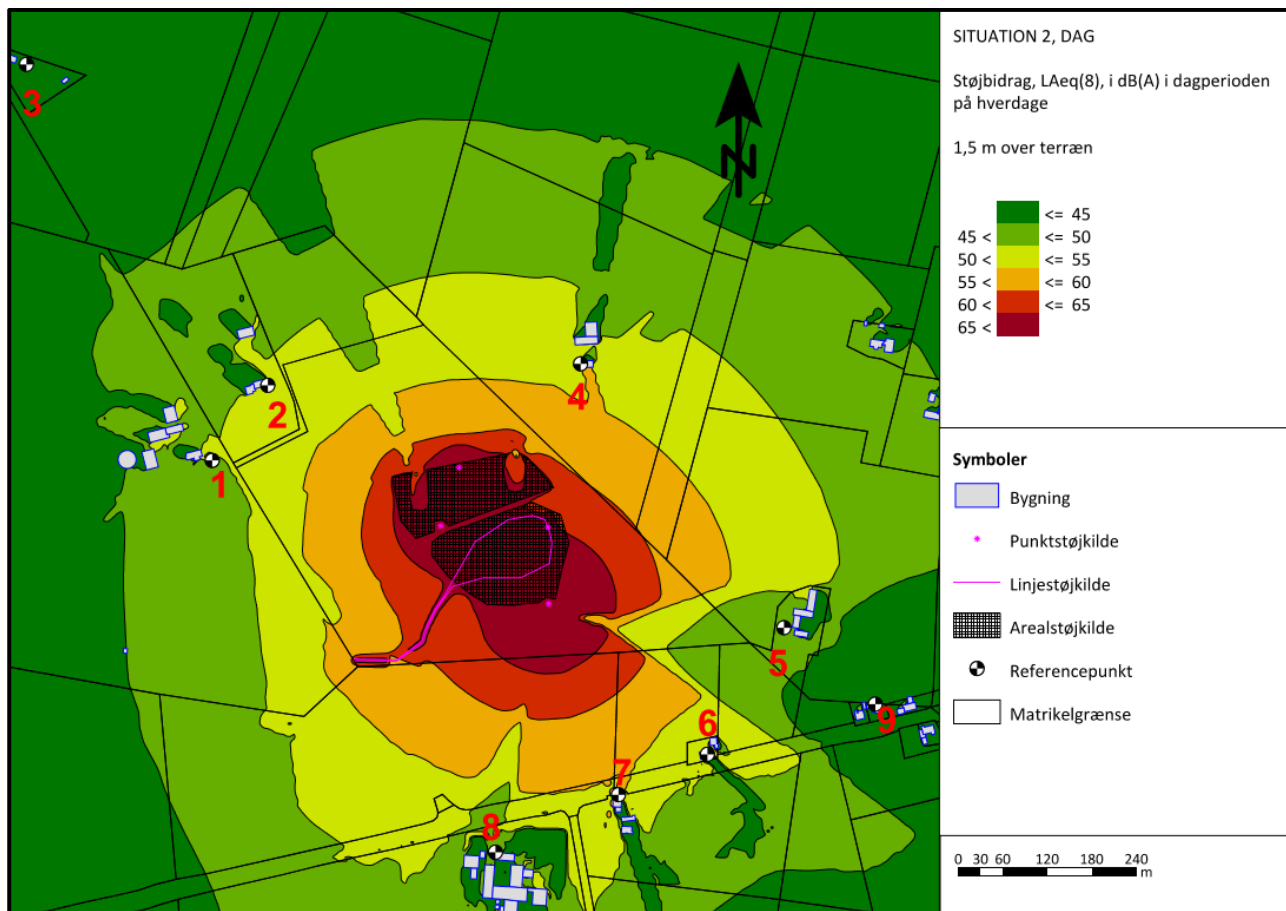 SITUATION 2, DAG
Støjbidrag, LAeq(8), i dB(A) i dagperioden
på hverdage
1,5 m over terræn
<= 45
45 < <= 50
50 < <= 55
55 < <= 60
60 < <= 65
65 <
Symboler
Bygning
Punktstøjkilde
Linjestøjkilde
Arealstøjkilde
Referencepunkt
Matrikelgrænse
0 30 60 120 180 240
m
N
3
4
2
1
5
9
6
7
8